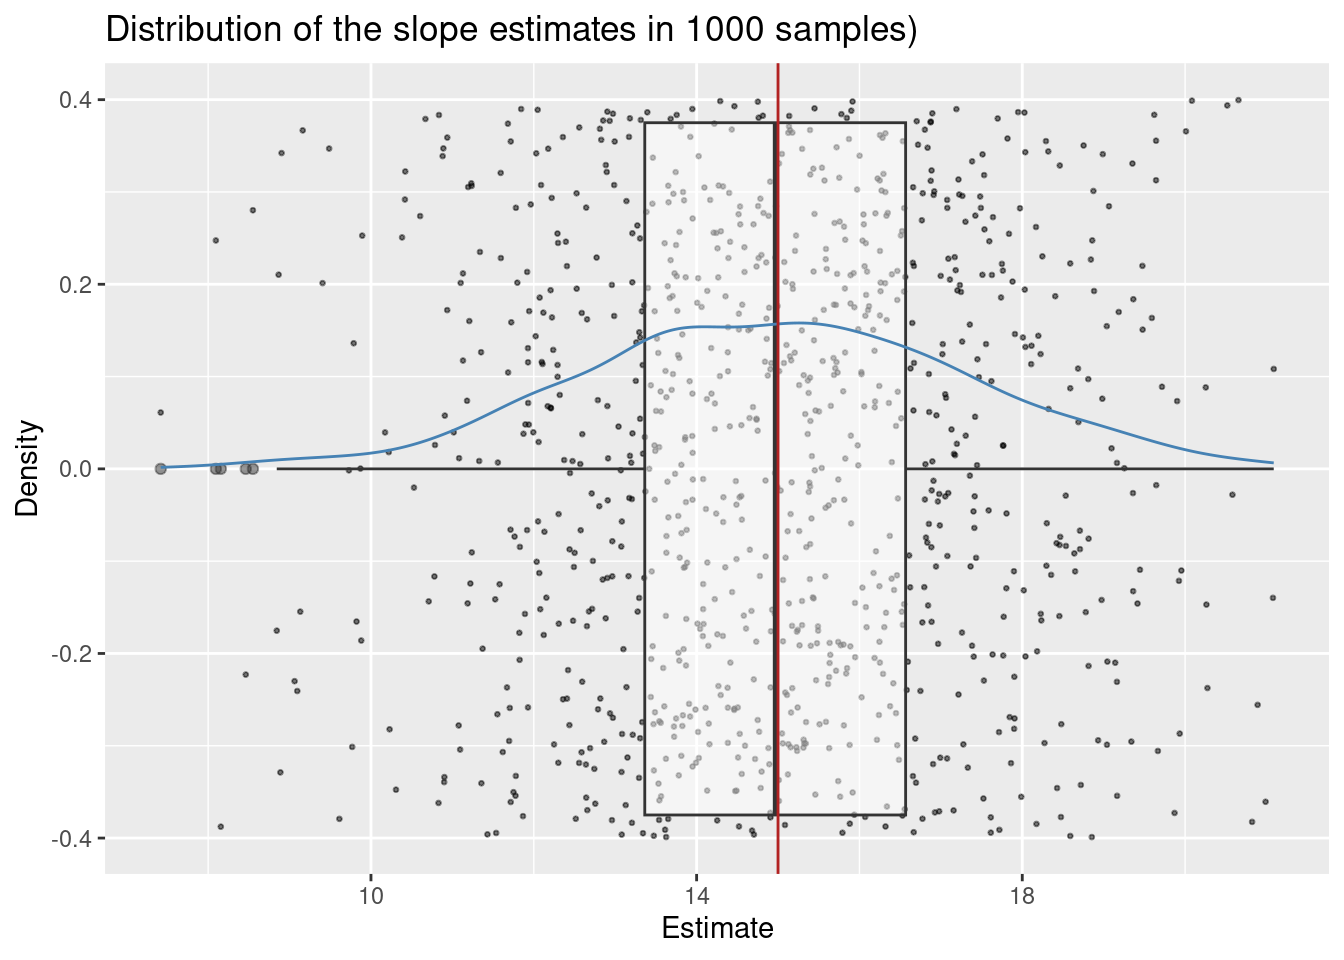 Distribution of the slope estimates in 1000 samples)
0.4
0.2
0.0
-0.2
-0.4
Density
10 14 18
Estimate